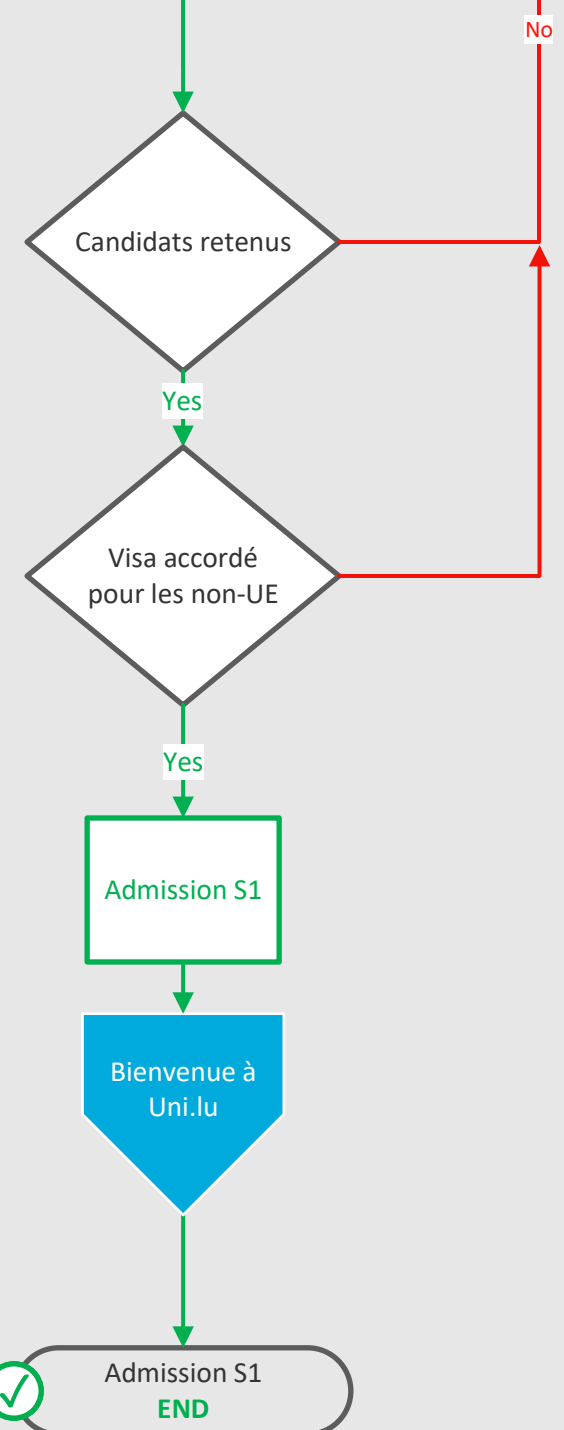 No
Candidats retenus
Yes
Visa accordé
pour les non-UE
Yes
Admission S1
Bienvenue à
Uni.lu
Admission S1
END